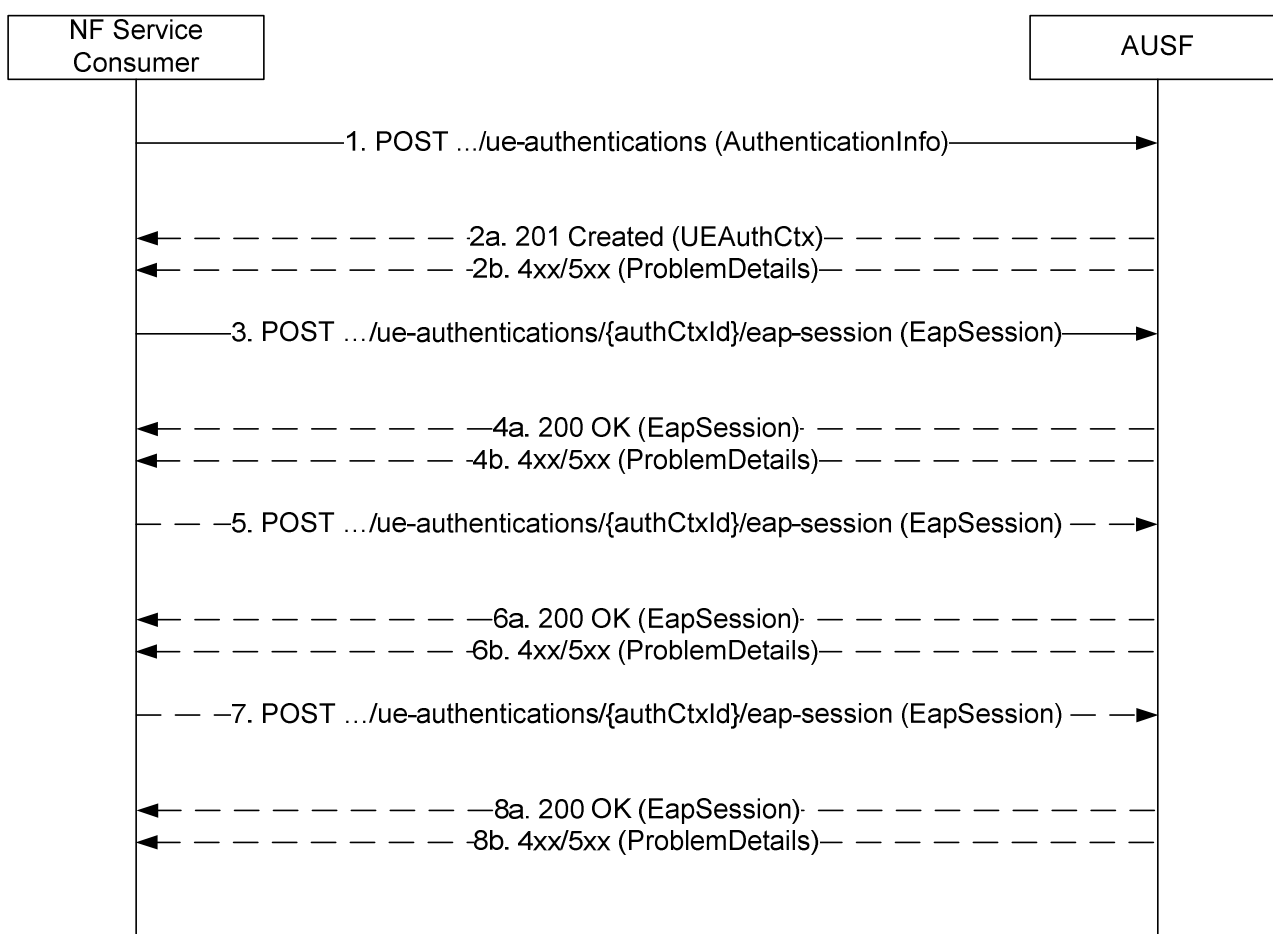 NF Service
Consumer
AUSF
1. POST .../ue-authentications (AuthenticationInfo)
2a. 201 Created (UEAuthCtx)
2b. 4xx/5xx (ProblemDetails)
3. POST .../ue-authentications/{authCtxId}/eap-session (EapSession)
4a. 200 OK (EapSession)
4b. 4xx/5xx (ProblemDetails)
5. POST .../ue-authentications/{authCtxId}/eap-session (EapSession)
6a. 200 OK (EapSession)
6b. 4xx/5xx (ProblemDetails)
7. POST .../ue-authentications/{authCtxId}/eap-session (EapSession)
8a. 200 OK (EapSession)
8b. 4xx/5xx (ProblemDetails)